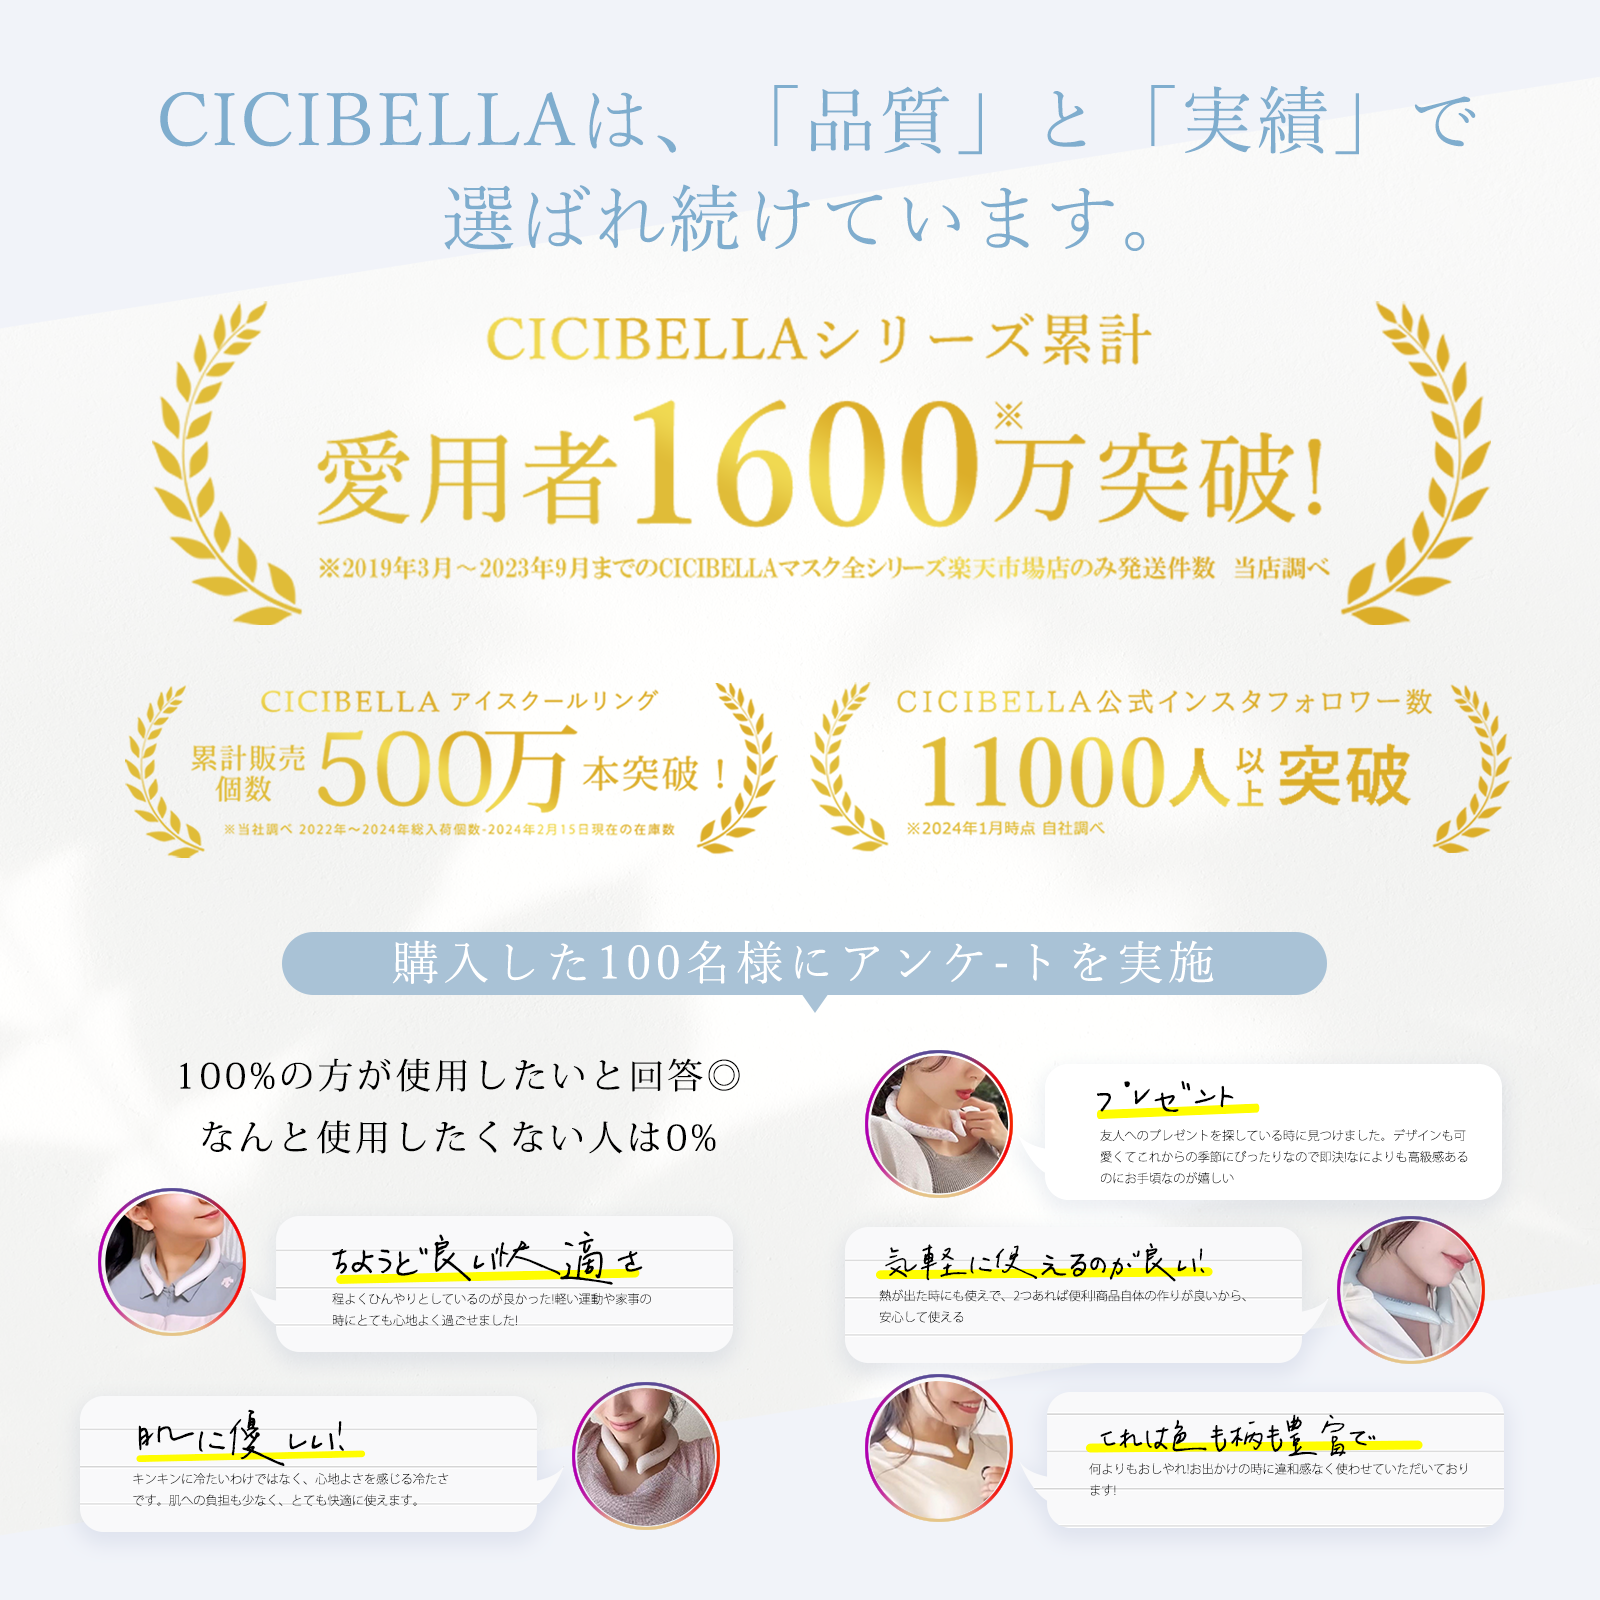 CICIBELLAは、「品質」と「実績」で
選ばれ続けています。
CICIBELLAシリーズ累計
愛用者1600※万突破!
※2019年3月～2023年9月までのCICIBELLAマスク全シリーズ楽天市場店のみ発送件数 当店調べ
CICIBELLA アイスクールリング
累計販売
個数
500万本突破！
※当社調べ 2022年～2024年総入荷個数-2024年2月15日現在の在庫数
CICIBELLA公式インスタフォロワー数
11000人以上突破
※2024年1月時点 自社調べ
購入した100名様にアンケ-トを実施
100%の方が使用したいと回答◎
なんと使用したくない人は0%
プレゼント
友人へのプレゼントを探している時に見つけました。デザインも可
愛くてこれからの季節にぴったりなので即決!なによりも高級感ある
のにお手頃なのが嬉しい
ちようど良い快適さ
程よくひんやりとしているのが良かった!軽い運動や家事の
時にとても心地よく過ごせました!
気軽に使えるのが良い!
熱が出た時にも使えて、2つあれば便利!商品自体の作りが良いから、
安心して使える
肌に優しい!
キンキンに冷たいわけではなく、心地よさを感じる冷たさ
です。肌への負担も少なく、とても快適に使えます。
てれは色も柄も豊富で
何よりもおしやれ!お出かけの時に違和感なく使わせていただいており
ます!